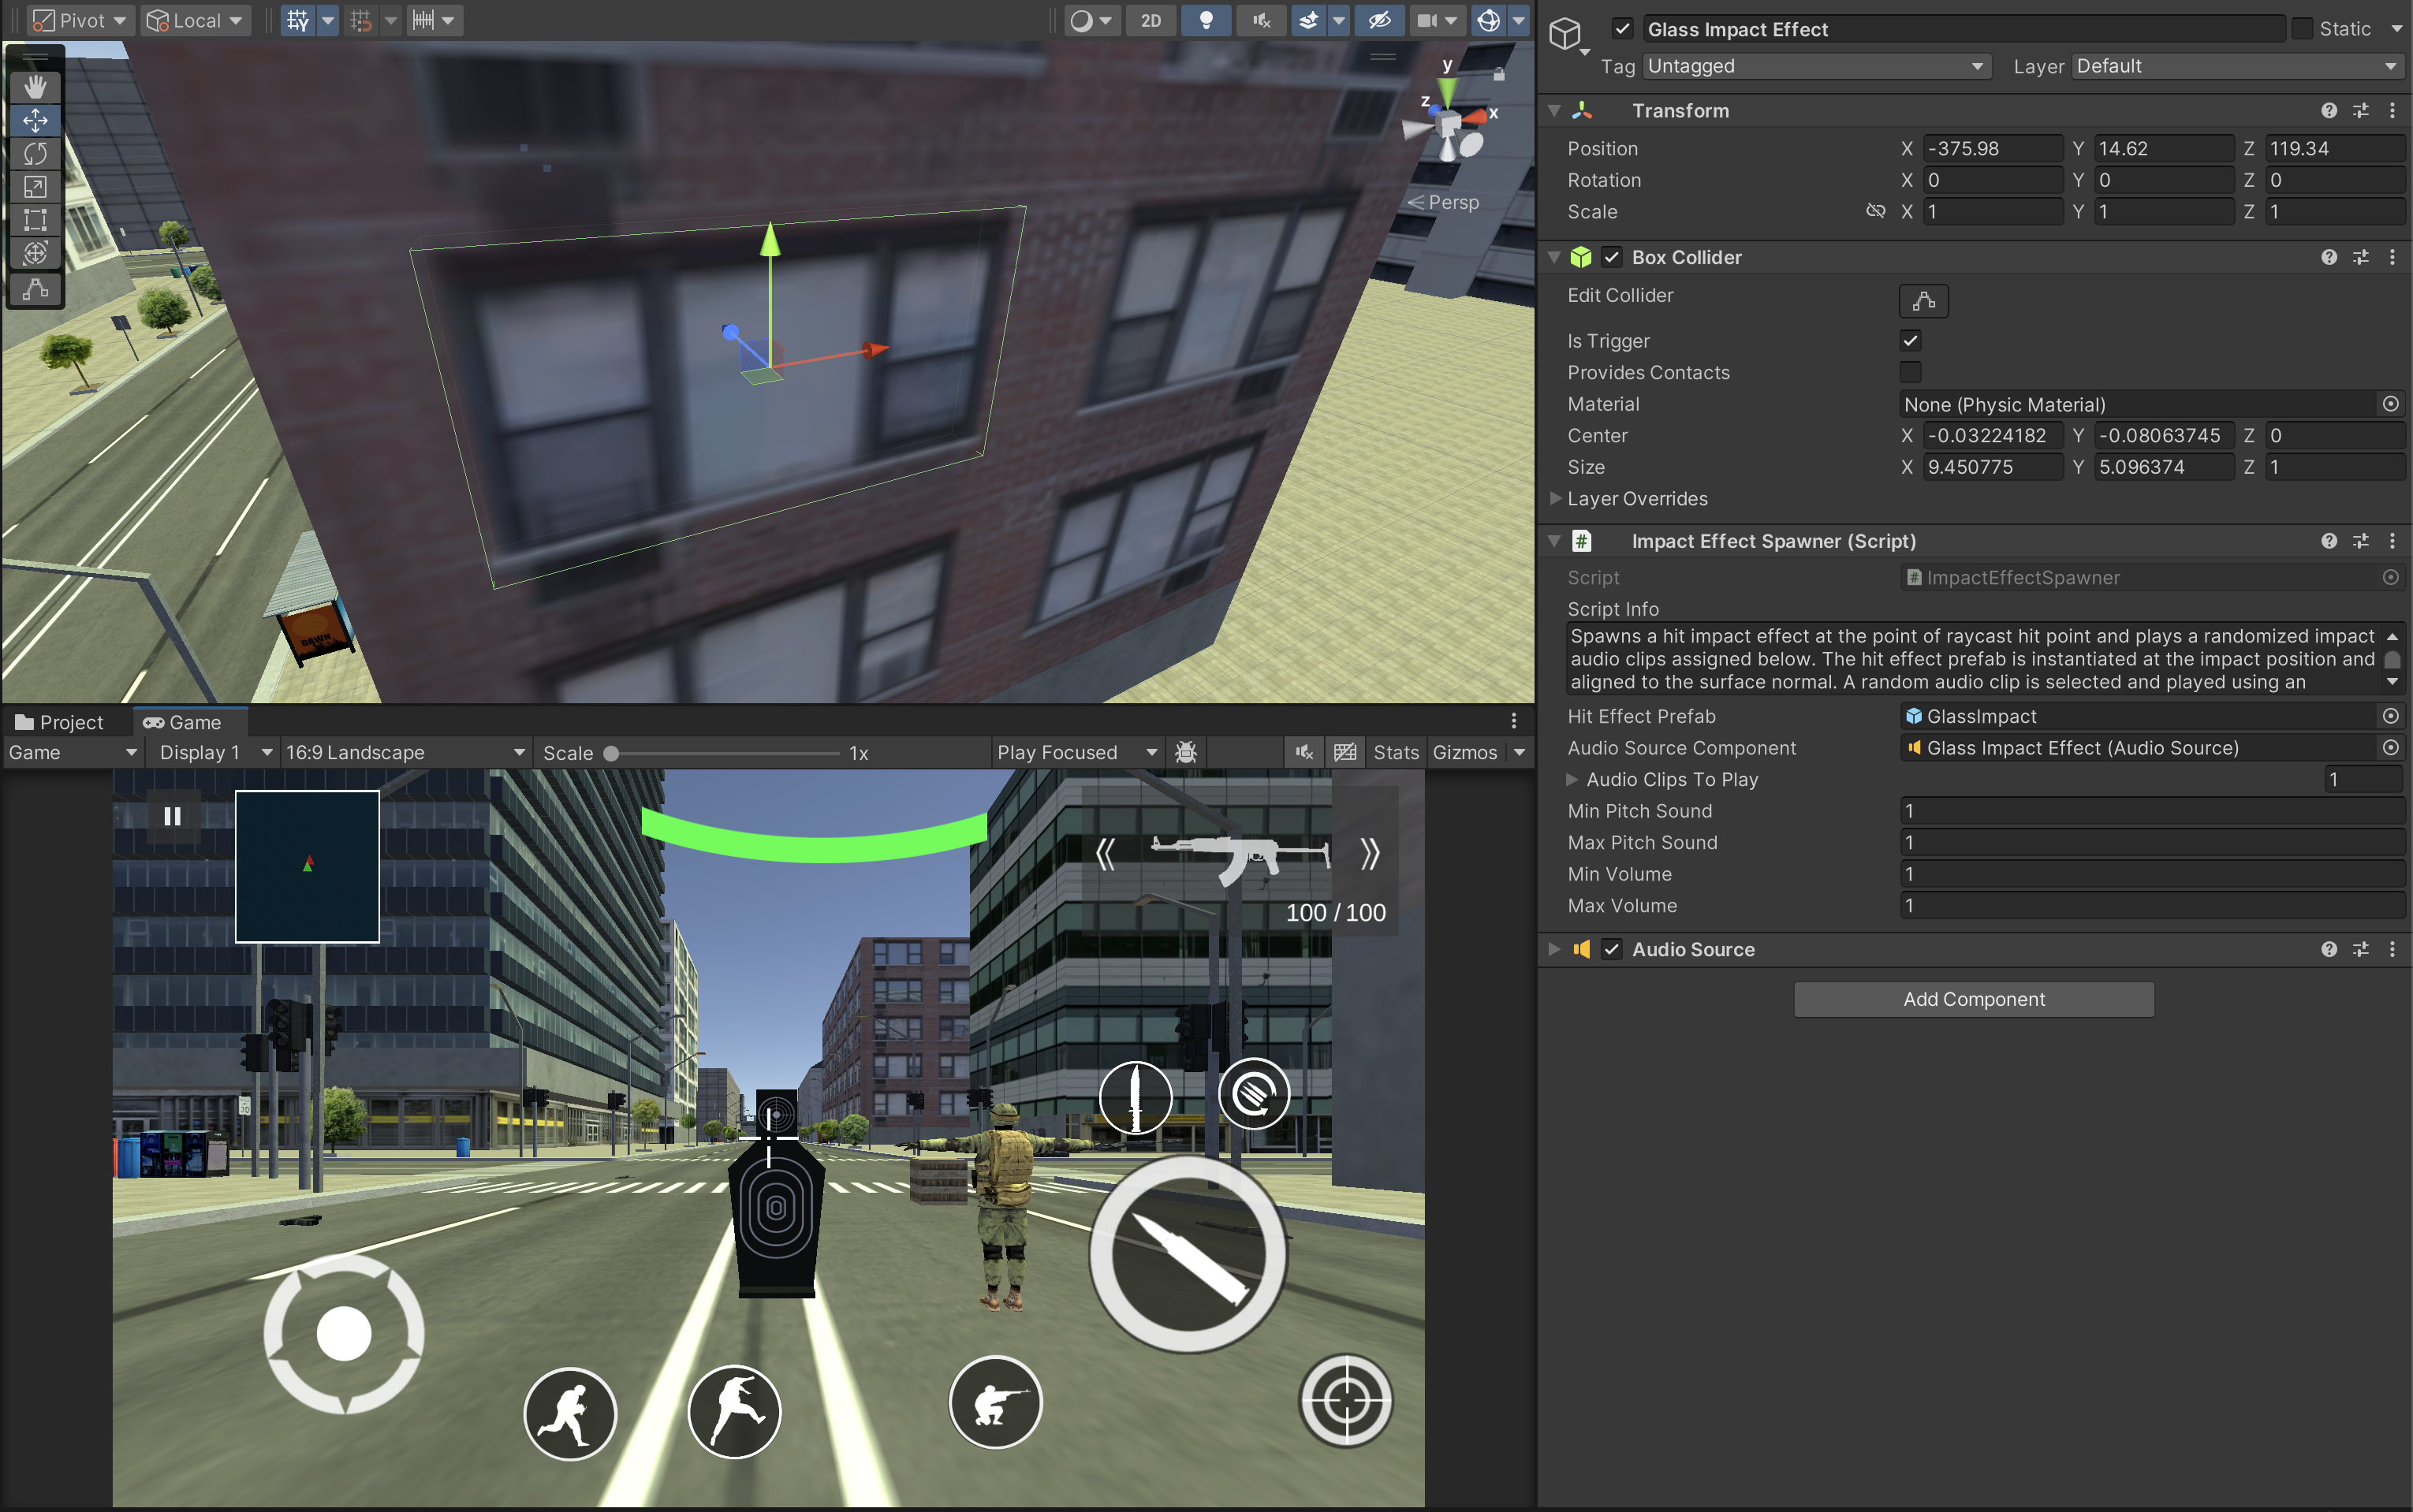 Pivot
Local
2D
y
z
x
Persp
DAWN
Project
Game
Game
Display 1
16:9 Landscape
Scale
1x
Play Focused
Stats
Gizmos
100 / 100
30
Glass Impact Effect
Static
Tag
Untagged
Layer
Default
Transform
Position
X
-375.98
Y
14.62
Z
119.34
Rotation
X
0
Y
0
Z
0
Scale
X
1
Y
1
Z
1
Box Collider
Edit Collider
Is Trigger
Provides Contacts
Material
None (Physic Material)
Center
X
-0.03224182
Y
-0.08063745
Z
0
Size
X
9.450775
Y
5.096374
Z
1
Layer Overrides
#
Impact Effect Spawner (Script)
Script
# ImpactEffectSpawner
Script Info
Spawns a hit impact effect at the point of raycast hit point and plays a randomized impact
audio clips assigned below. The hit effect prefab is instantiated at the impact position and
aligned to the surface normal. A random audio clip is selected and played using an
Hit Effect Prefab
GlassImpact
Audio Source Component
Glass Impact Effect (Audio Source)
Audio Clips To Play
1
Min Pitch Sound
1
Max Pitch Sound
1
Min Volume
1
Max Volume
1
Audio Source
Add Component